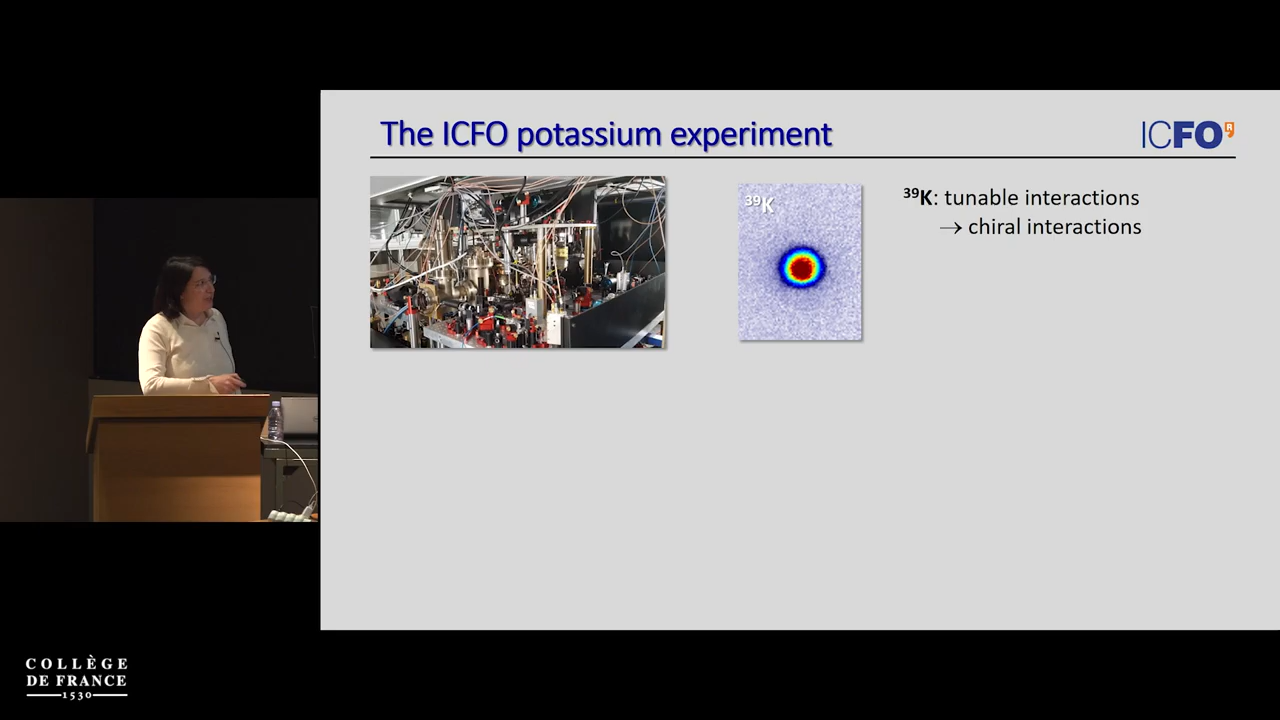 The ICFO potassium experiment
ICFO R
39K
³⁹K: tunable interactions
→ chiral interactions
COLLÈGE
DE FRANCE
1530